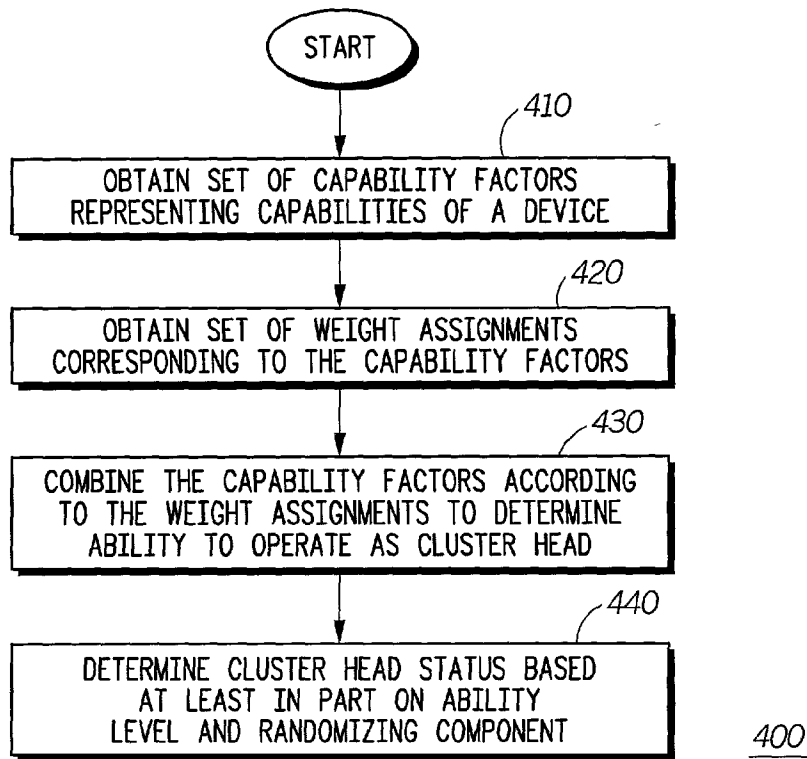 START
410
OBTAIN SET OF CAPABILITY FACTORS
REPRESENTING CAPABILITIES OF A DEVICE
420
OBTAIN SET OF WEIGHT ASSIGNMENTS
CORRESPONDING TO THE CAPABILITY FACTORS
430
COMBINE THE CAPABILITY FACTORS ACCORDING
TO THE WEIGHT ASSIGNMENTS TO DETERMINE
ABILITY TO OPERATE AS CLUSTER HEAD
440
DETERMINE CLUSTER HEAD STATUS BASED
AT LEAST IN PART ON ABILITY
LEVEL AND RANDOMIZING COMPONENT
400